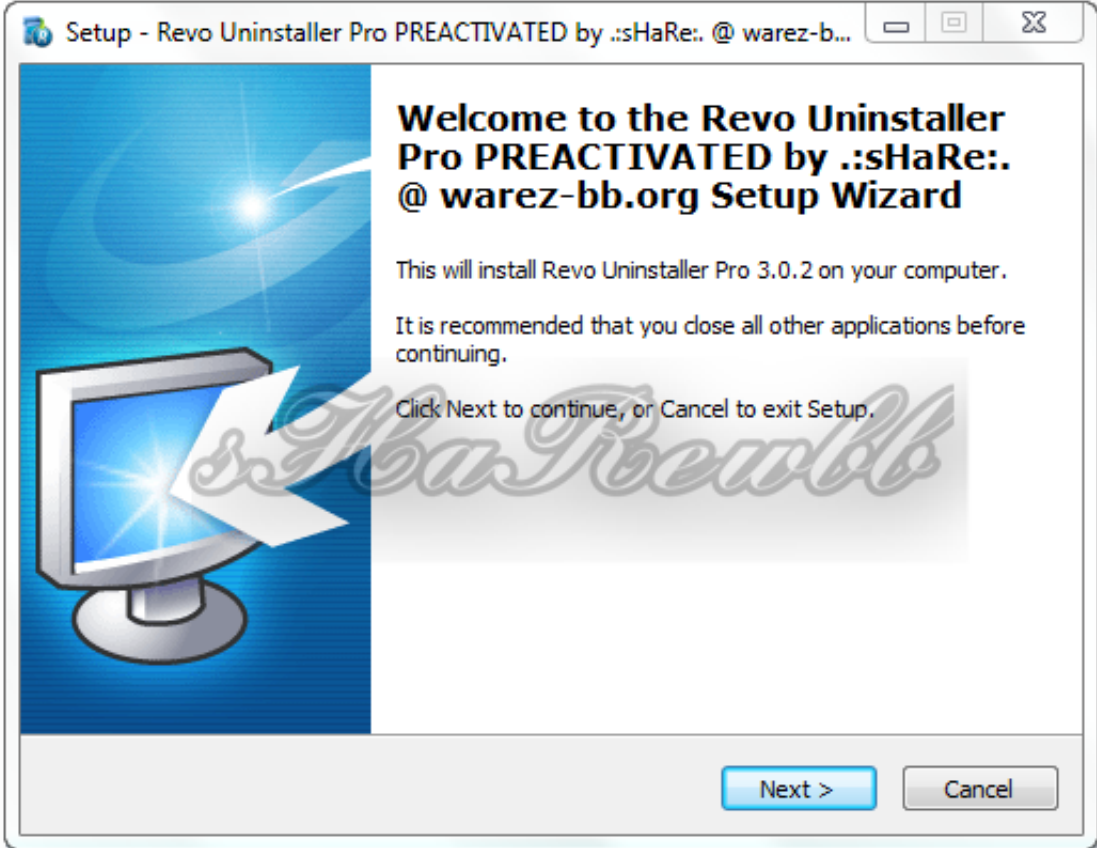 Setup - Revo Uninstaller Pro PREACTIVATED by .:sHaRe:. @ warez-b...
Welcome to the Revo Uninstaller
Pro PREACTIVATED by .:sHaRe:.
@ warez-bb.org Setup Wizard
This will install Revo Uninstaller Pro 3.0.2 on your computer.
It is recommended that you close all other applications before
continuing.
Click Next to continue, or Cancel to exit Setup.
sHaRewbb
Next >
Cancel